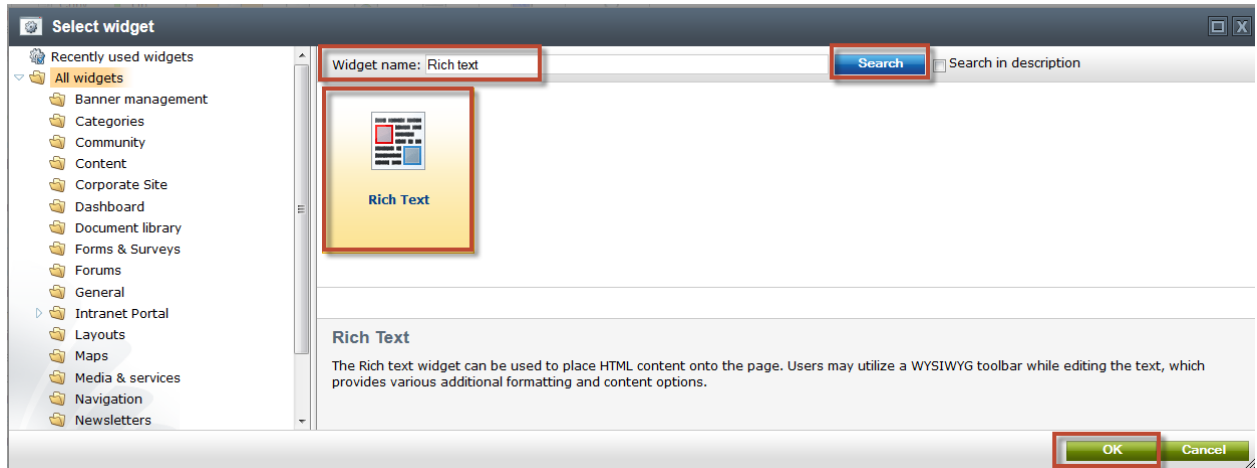 Select widget
Recently used widgets
All widgets
Banner management
Categories
Community
Content
Corporate Site
Dashboard
Document library
Forms & Surveys
Forums
General
Intranet Portal
Layouts
Maps
Media & services
Navigation
Newsletters
Widget name: Rich text
Search
Search in description
Rich Text
Rich Text
The Rich text widget can be used to place HTML content onto the page. Users may utilize a WYSIWYG toolbar while editing the text, which
provides various additional formatting and content options.
OK
Cancel